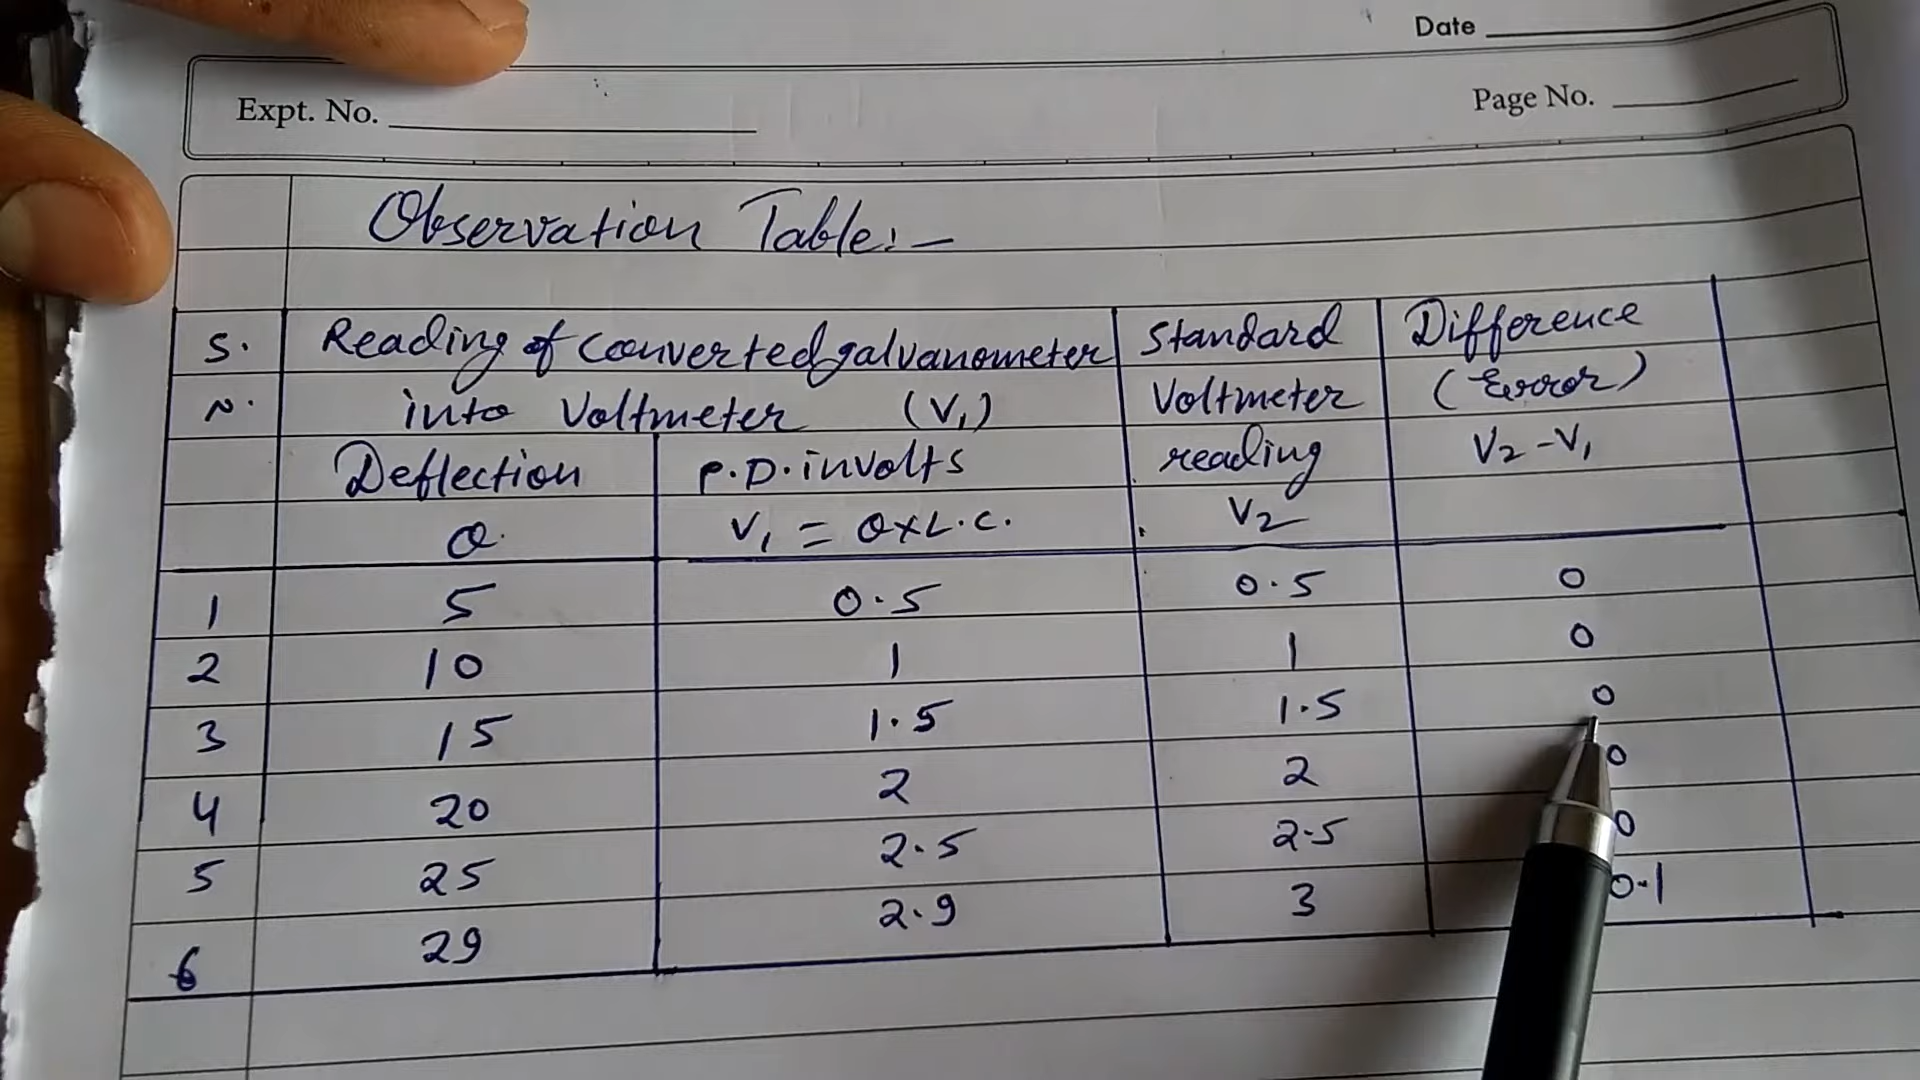 Date
Expt. No.
Page No.
Observation Table:-
S. Reading of converted galvanometer Standard Difference
N. into Voltmeter (V₁) Voltmeter (Error)
Deflection P.D. in volts reading V₂-V₁
θ. V₁ = θ×L.C. V₂
1 5 0.5 0.5 0
2 10 1 1 0
3 15 1.5 1.5 0
4 20 2 2 0
5 25 2.5 2.5 0
6 29 2.9 3 0.1